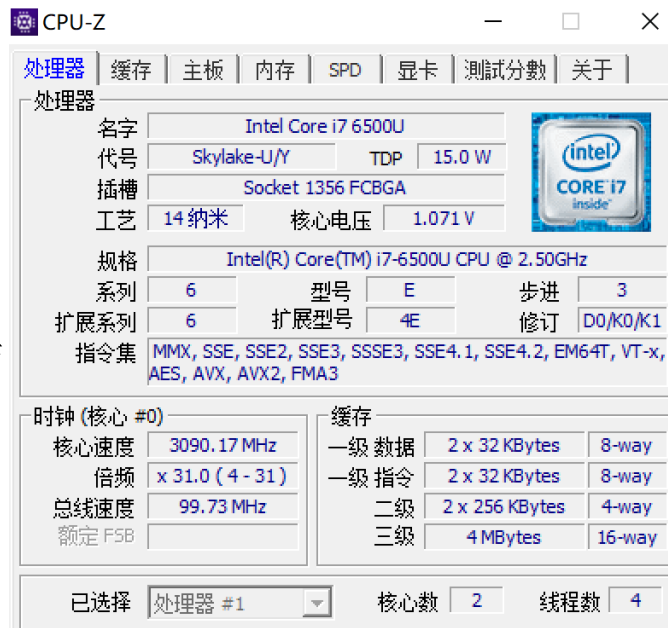 CPU-Z
处理器 缓存 主板 内存 SPD 显卡 測試分數 关于
处理器
名字 Intel Core i7 6500U
代号 Skylake-U/Y TDP 15.0 W
插槽 Socket 1356 FCBGA
工艺 14 纳米 核心电压 1.071 V
intel CORE i7 inside
规格 Intel(R) Core(TM) i7-6500U CPU @ 2.50GHz
系列 6 型号 E 步进 3
扩展系列 6 扩展型号 4E 修订 D0/K0/K1
指令集 MMX, SSE, SSE2, SSE3, SSSE3, SSE4.1, SSE4.2, EM64T, VT-x,
AES, AVX, AVX2, FMA3
时钟 (核心 #0)
核心速度 3090.17 MHz
倍频 x 31.0 ( 4 - 31 )
总线速度 99.73 MHz
额定 FSB
缓存
一级 数据 2 x 32 KBytes 8-way
一级 指令 2 x 32 KBytes 8-way
二级 2 x 256 KBytes 4-way
三级 4 MBytes 16-way
已选择 处理器 #1 核心数 2 线程数 4